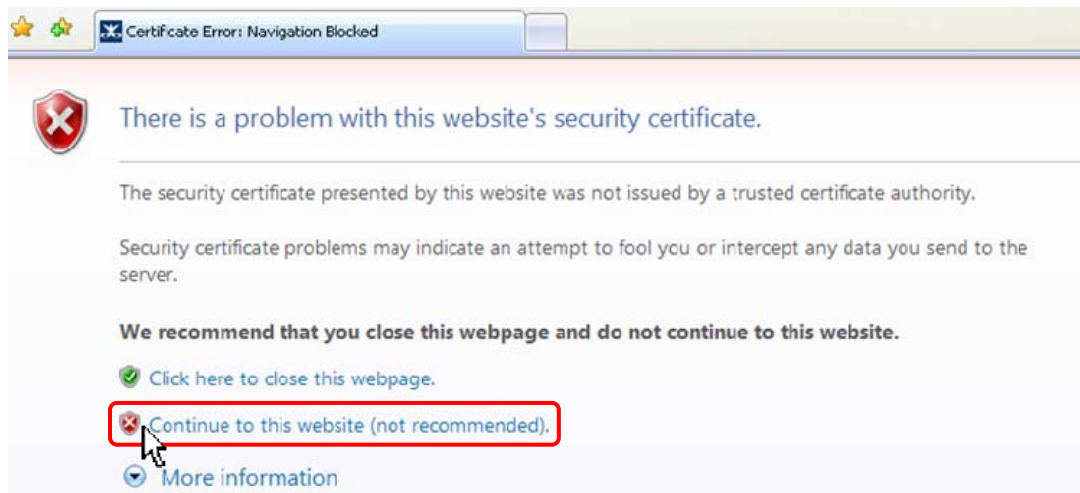 Certificate Error: Navigation Blocked
There is a problem with this website's security certificate.
The security certificate presented by this website was not issued by a trusted certificate authority.
Security certificate problems may indicate an attempt to fool you or intercept any data you send to the
server.
We recommend that you close this webpage and do not continue to this website.
Click here to close this webpage.
Continue to this website (not recommended).
More information